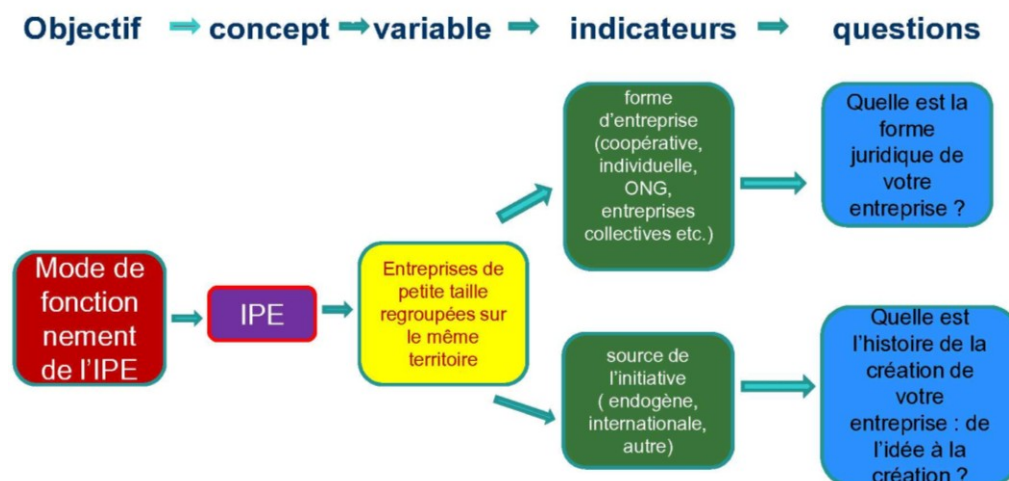 Objectif → concept → variable → indicateurs → questions
Mode de
fonction
nement
de l'IPE
IPE
Entreprises de
petite taille
regroupées sur
le même
territoire
forme
d'entreprise
(coopérative,
individuelle,
ONG,
entreprises
collectives etc.)
Quelle est la
forme
juridique de
votre
entreprise ?
source de
l'initiative
( endogène,
internationale,
autre)
Quelle est
l'histoire de la
création de
votre
entreprise : de
l'idée à la
création ?